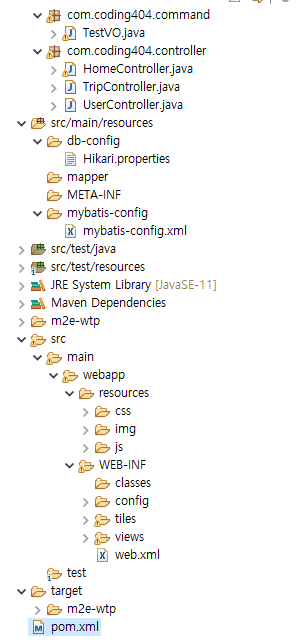 com.coding404.command
TestVO.java
com.coding404.controller
HomeController.java
TripController.java
UserController.java
src/main/resources
db-config
Hikari.properties
mapper
META-INF
mybatis-config
mybatis-config.xml
src/test/java
src/test/resources
JRE System Library [JavaSE-11]
Maven Dependencies
m2e-wtp
src
main
webapp
resources
css
img
js
WEB-INF
classes
config
tiles
views
web.xml
test
target
m2e-wtp
pom.xml